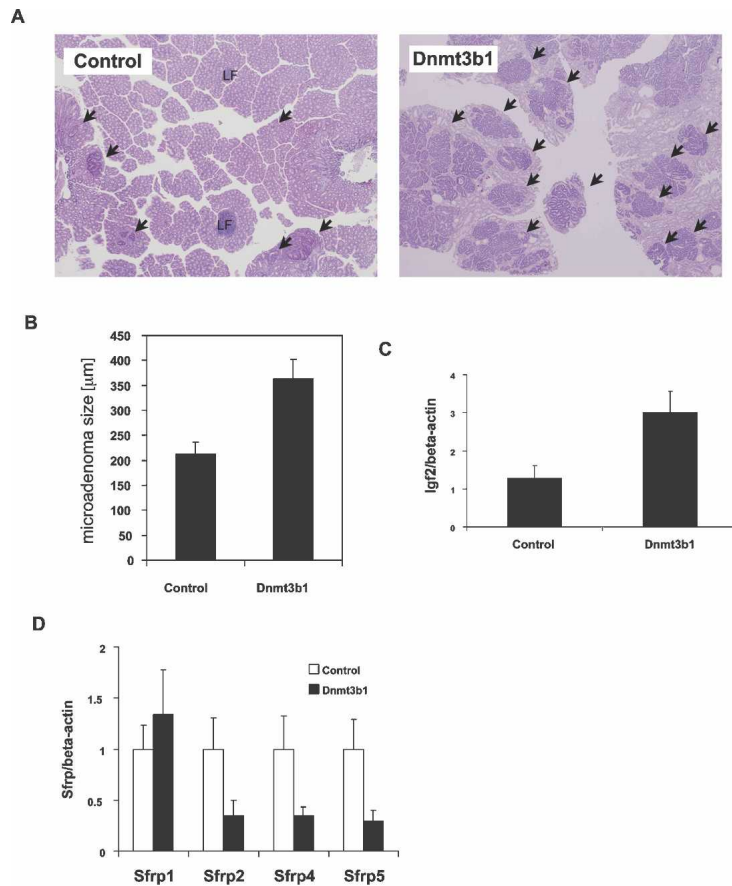 A
Control
LF
LF
Dnmt3b1
B
microadenoma size [µm]
450
400
350
300
250
200
150
100
50
0
Control Dnmt3b1
C
Igf2/beta-actin
4
3
2
1
0
Control Dnmt3b1
D
Sfrp/beta-actin
2
1.5
1
0.5
0
Control
Dnmt3b1
Sfrp1 Sfrp2 Sfrp4 Sfrp5